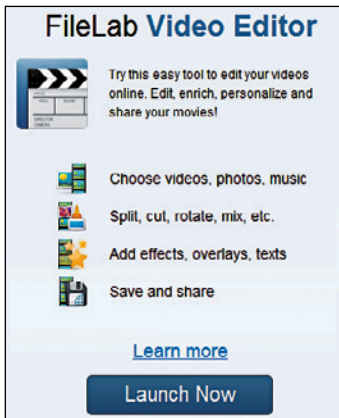 FileLab Video Editor
Try this easy tool to edit your videos
online. Edit, enrich, personalize and
share your movies!
Choose videos, photos, music
Split, cut, rotate, mix, etc.
Add effects, overlays, texts
Save and share
Learn more
Launch Now